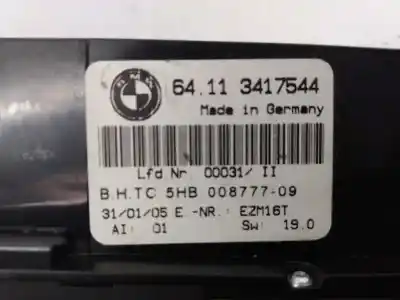 BMW
64.11 3417544
Made in Germany
Lfd Nr 00031/ II
B.H.TC 5HB 008777-09
31/01/05 E.-NR.: EZM16T
AI: 01 SW: 19.0